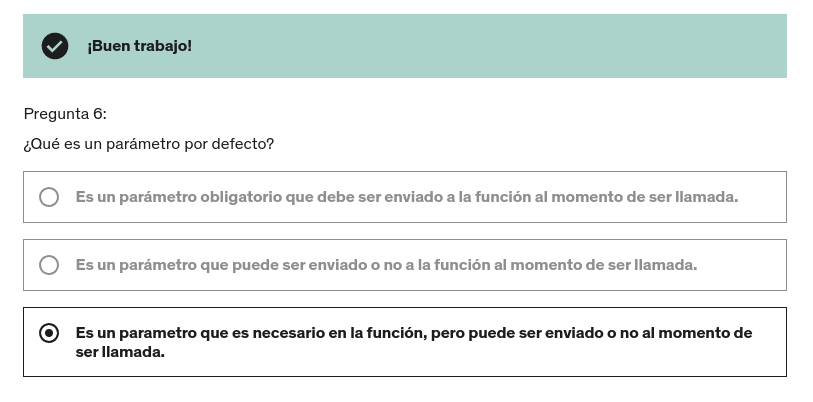 ¡Buen trabajo!
Pregunta 6:
¿Qué es un parámetro por defecto?
Es un parámetro obligatorio que debe ser enviado a la función al momento de ser llamada.
Es un parámetro que puede ser enviado o no a la función al momento de ser llamada.
Es un parametro que es necesario en la función, pero puede ser enviado o no al momento de
ser llamada.